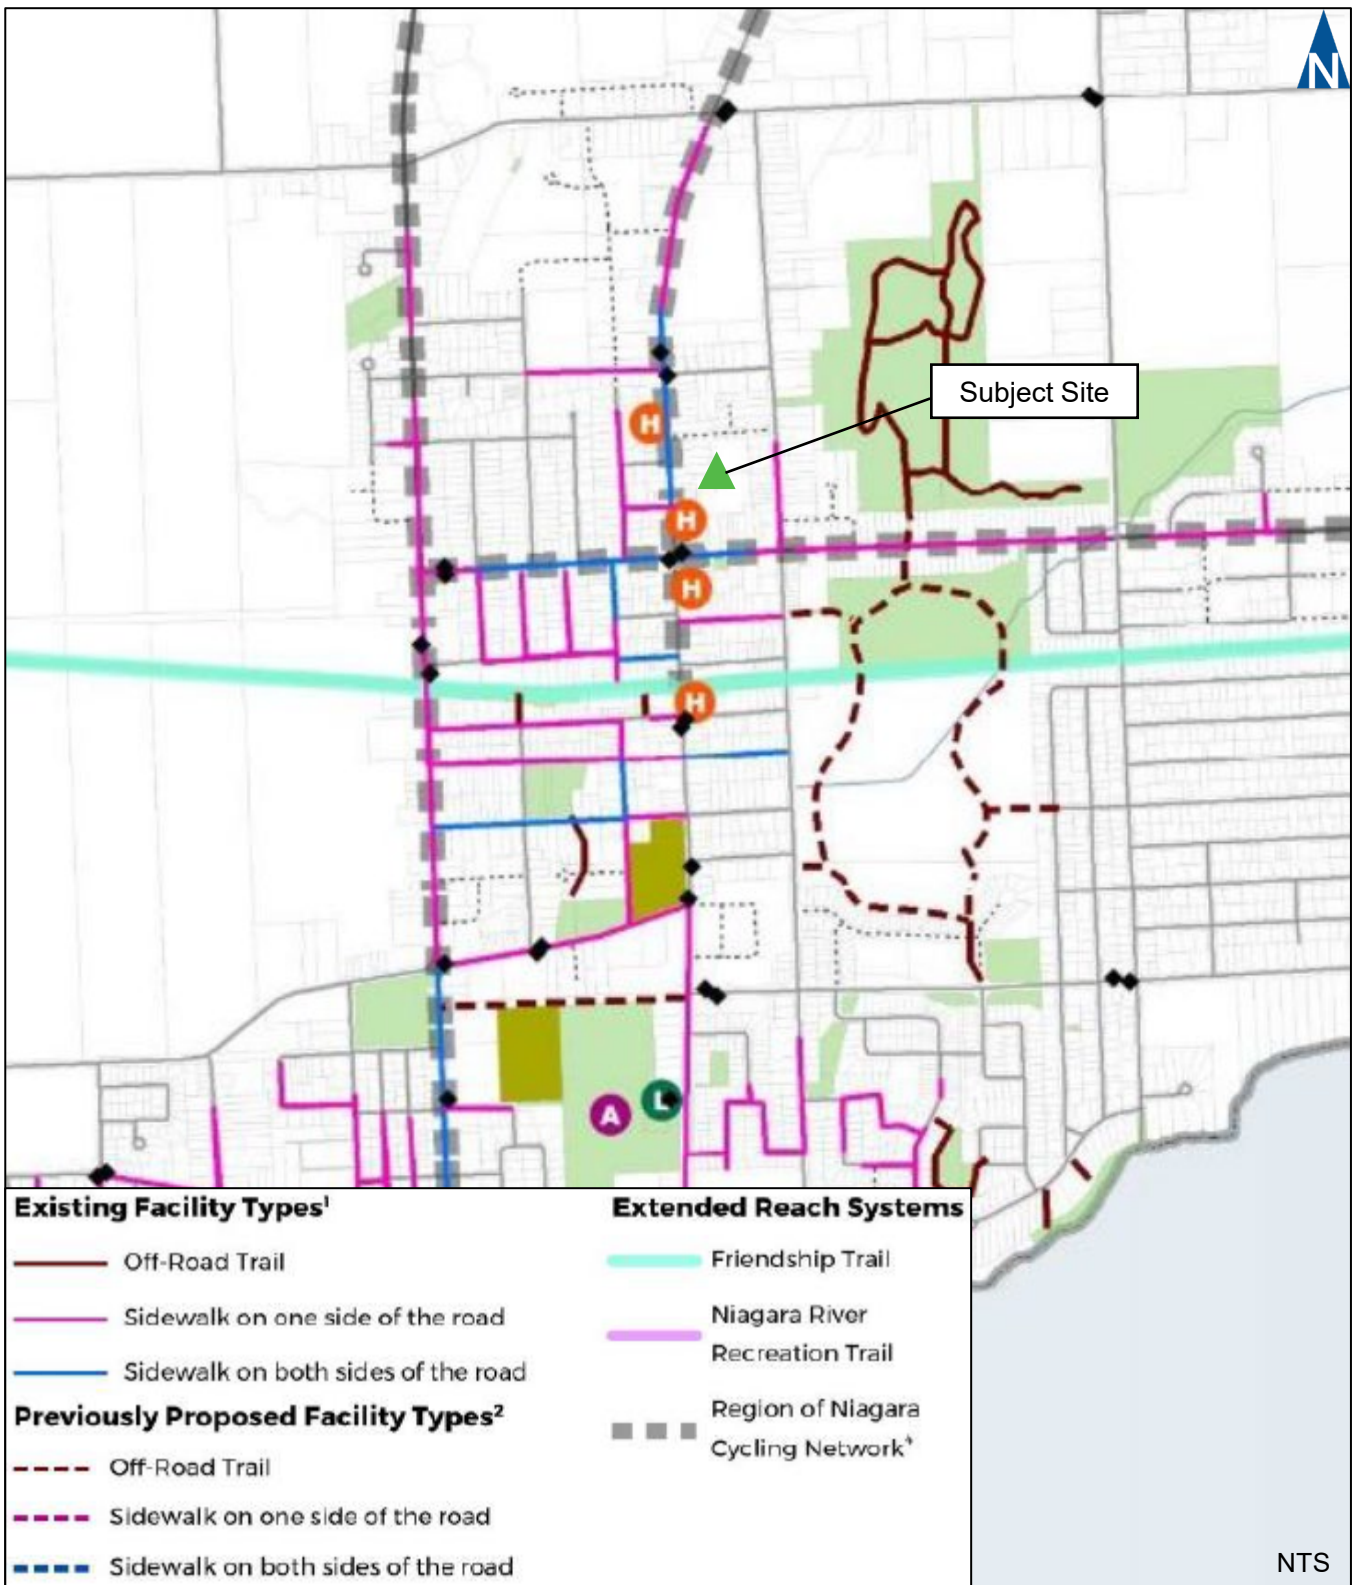 N
Subject Site
H
H
H
H
A
L
Existing Facility Types¹
Off-Road Trail
Sidewalk on one side of the road
Sidewalk on both sides of the road
Previously Proposed Facility Types²
Off-Road Trail
Sidewalk on one side of the road
Sidewalk on both sides of the road
Extended Reach Systems
Friendship Trail
Niagara River
Recreation Trail
Region of Niagara
Cycling Network⁴
NTS